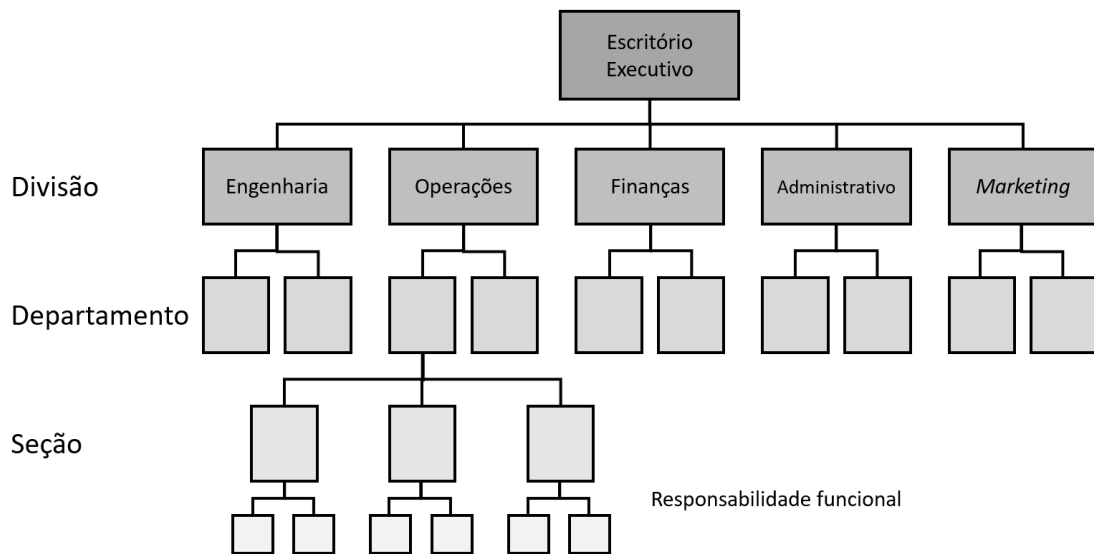 Escritório
Executivo
Divisão
Engenharia
Operações
Finanças
Administrativo
Marketing
Departamento
Seção
Responsabilidade funcional